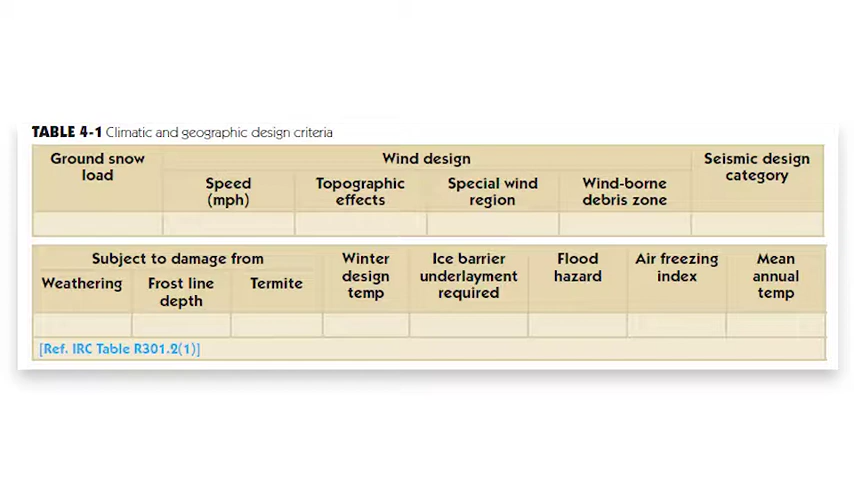 TABLE 4-1 Climatic and geographic design criteria
Ground snow load
Wind design
Seismic design category
Speed (mph)
Topographic effects
Special wind region
Wind-borne debris zone
Subject to damage from
Winter design temp
Ice barrier underlayment required
Flood hazard
Air freezing index
Mean annual temp
Weathering
Frost line depth
Termite
[Ref. IRC Table R301.2(1)]